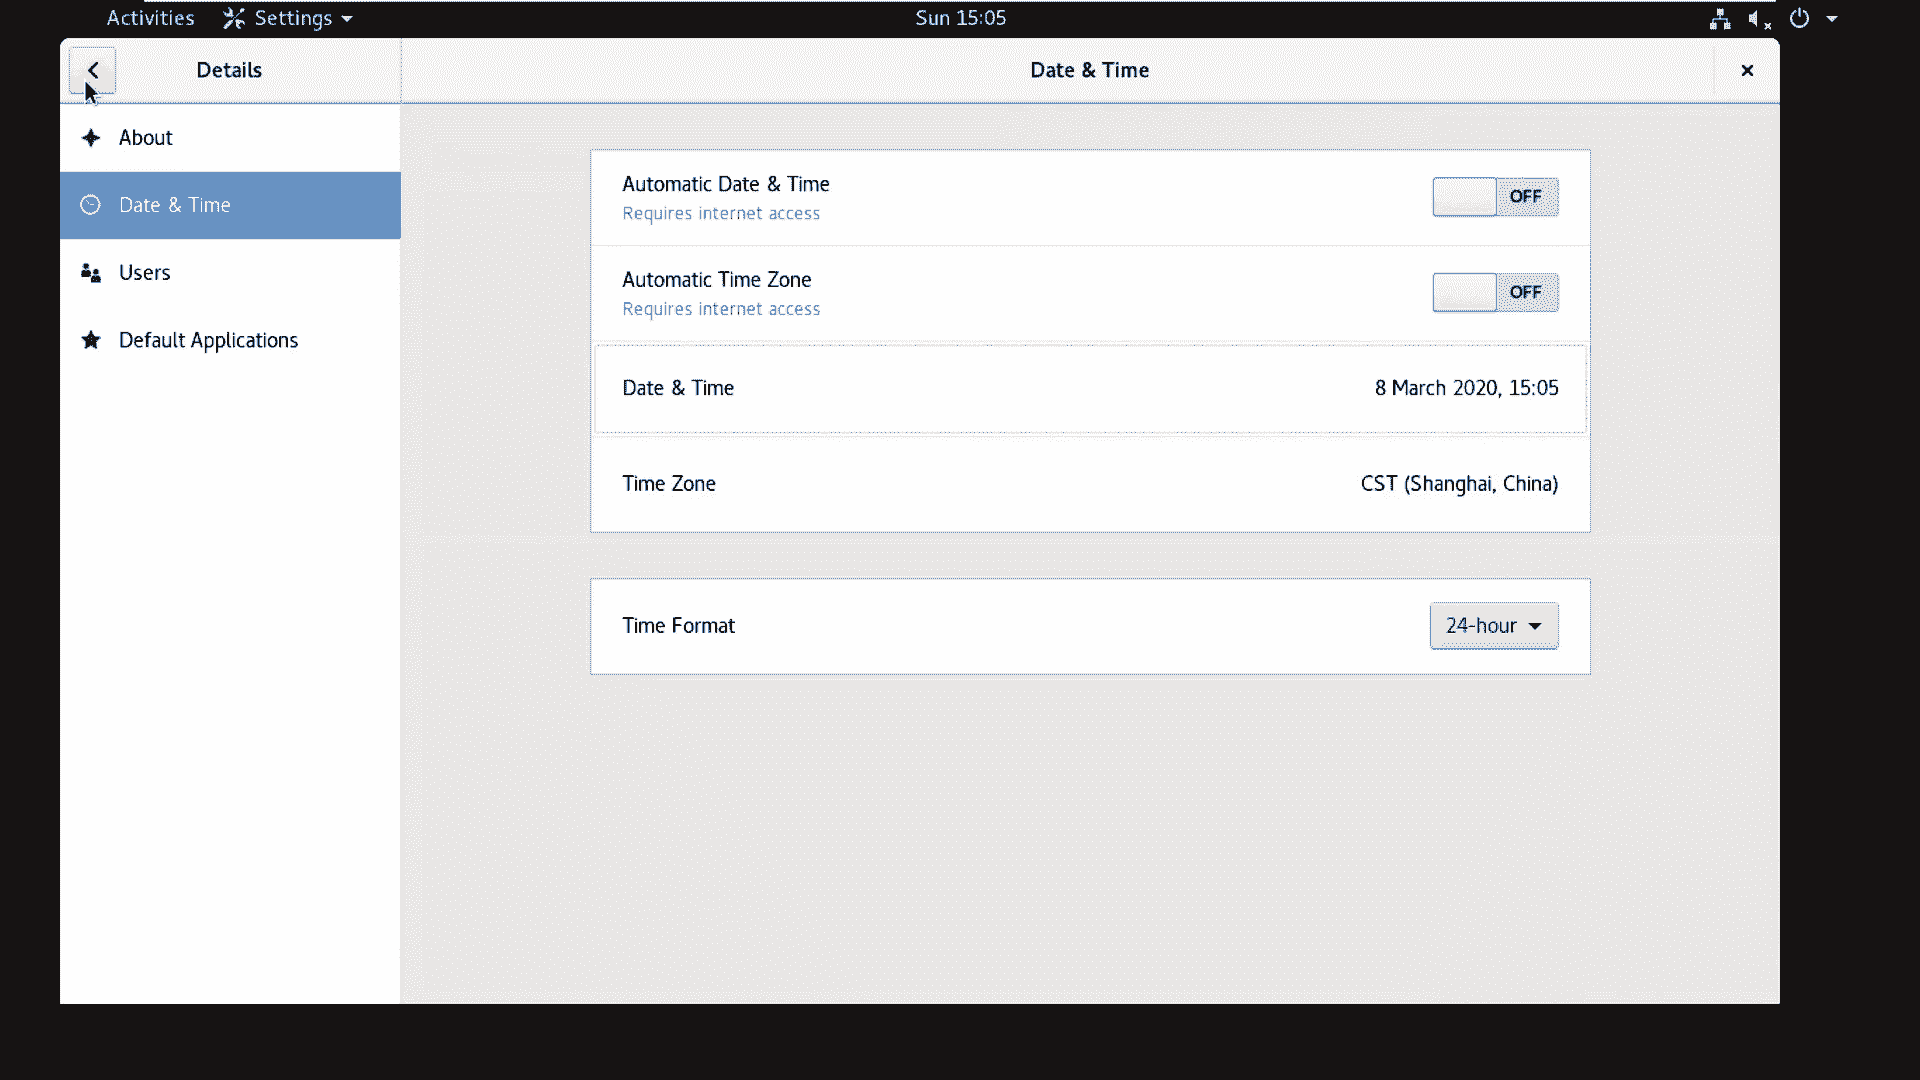 Activities Settings Sun 15:05
Details Date & Time
About
Date & Time
Users
Default Applications
Automatic Date & Time
Requires internet access
OFF
Automatic Time Zone
Requires internet access
OFF
Date & Time 8 March 2020, 15:05
Time Zone CST (Shanghai, China)
Time Format 24-hour